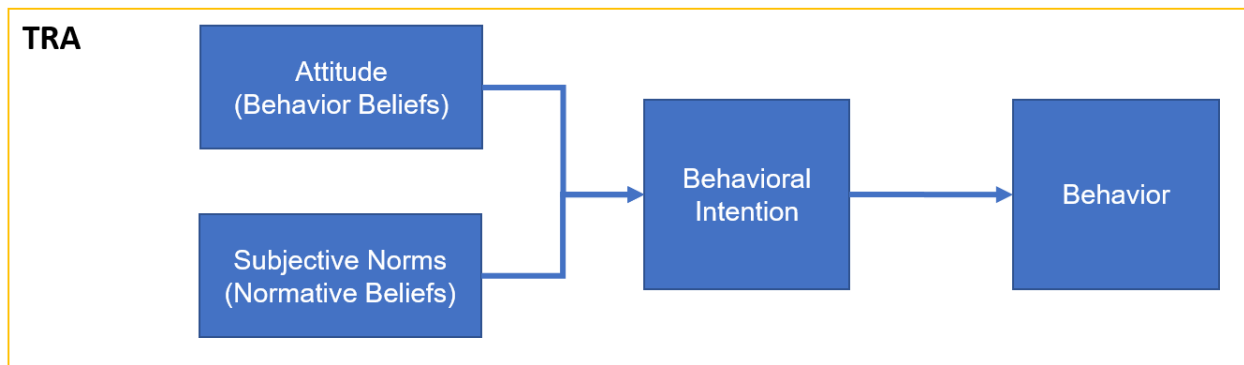 TRA
Attitude
(Behavior Beliefs)
Subjective Norms
(Normative Beliefs)
Behavioral
Intention
Behavior